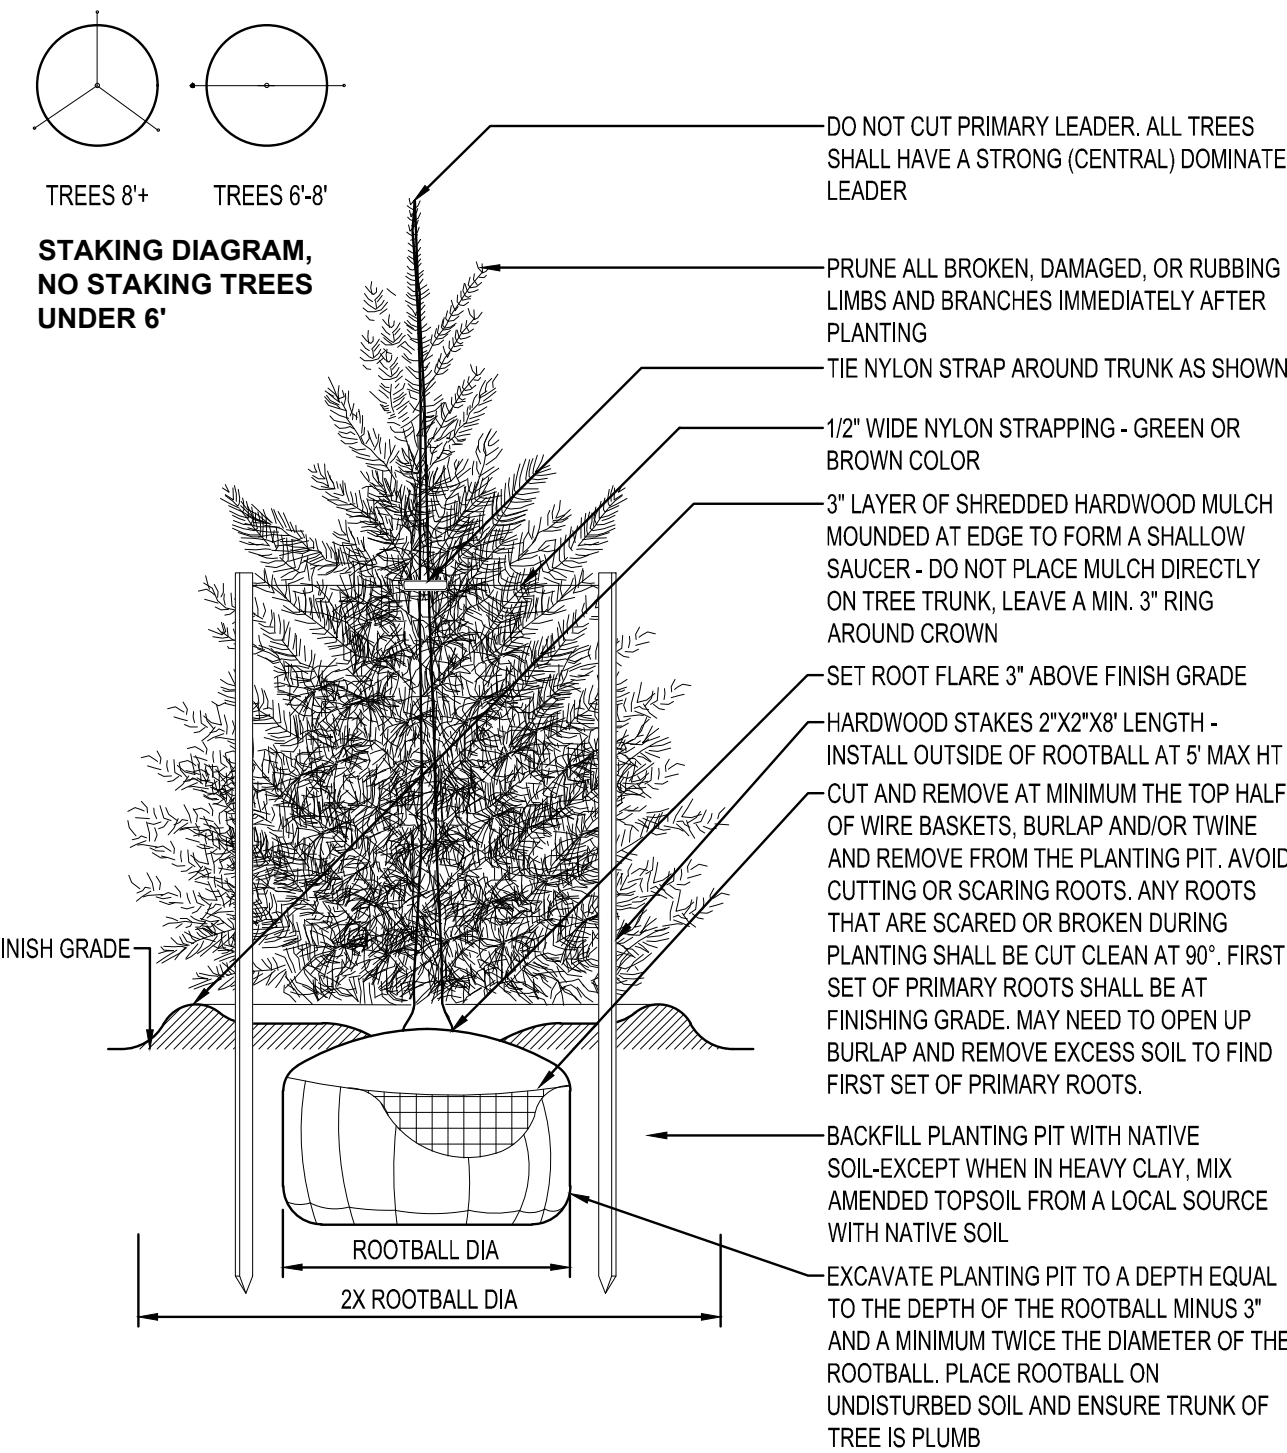 TREES 8'+
TREES 6'-8'
STAKING DIAGRAM,
NO STAKING TREES
UNDER 6'
DO NOT CUT PRIMARY LEADER. ALL TREES
SHALL HAVE A STRONG (CENTRAL) DOMINATE
LEADER
PRUNE ALL BROKEN, DAMAGED, OR RUBBING
LIMBS AND BRANCHES IMMEDIATELY AFTER
PLANTING
TIE NYLON STRAP AROUND TRUNK AS SHOWN
1/2" WIDE NYLON STRAPPING - GREEN OR
BROWN COLOR
3" LAYER OF SHREDDED HARDWOOD MULCH
MOUNDED AT EDGE TO FORM A SHALLOW
SAUCER - DO NOT PLACE MULCH DIRECTLY
ON TREE TRUNK, LEAVE A MIN. 3" RING
AROUND CROWN
SET ROOT FLARE 3" ABOVE FINISH GRADE
HARDWOOD STAKES 2"X2"X8' LENGTH -
INSTALL OUTSIDE OF ROOTBALL AT 5' MAX HT
CUT AND REMOVE AT MINIMUM THE TOP HALF
OF WIRE BASKETS, BURLAP AND/OR TWINE
AND REMOVE FROM THE PLANTING PIT. AVOID
CUTTING OR SCARING ROOTS. ANY ROOTS
THAT ARE SCARED OR BROKEN DURING
PLANTING SHALL BE CUT CLEAN AT 90°. FIRST
SET OF PRIMARY ROOTS SHALL BE AT
FINISHING GRADE. MAY NEED TO OPEN UP
BURLAP AND REMOVE EXCESS SOIL TO FIND
FIRST SET OF PRIMARY ROOTS.
INISH GRADE
BACKFILL PLANTING PIT WITH NATIVE
SOIL-EXCEPT WHEN IN HEAVY CLAY, MIX
AMENDED TOPSOIL FROM A LOCAL SOURCE
WITH NATIVE SOIL
ROOTBALL DIA
2X ROOTBALL DIA
EXCAVATE PLANTING PIT TO A DEPTH EQUAL
TO THE DEPTH OF THE ROOTBALL MINUS 3"
AND A MINIMUM TWICE THE DIAMETER OF THE
ROOTBALL. PLACE ROOTBALL ON
UNDISTURBED SOIL AND ENSURE TRUNK OF
TREE IS PLUMB